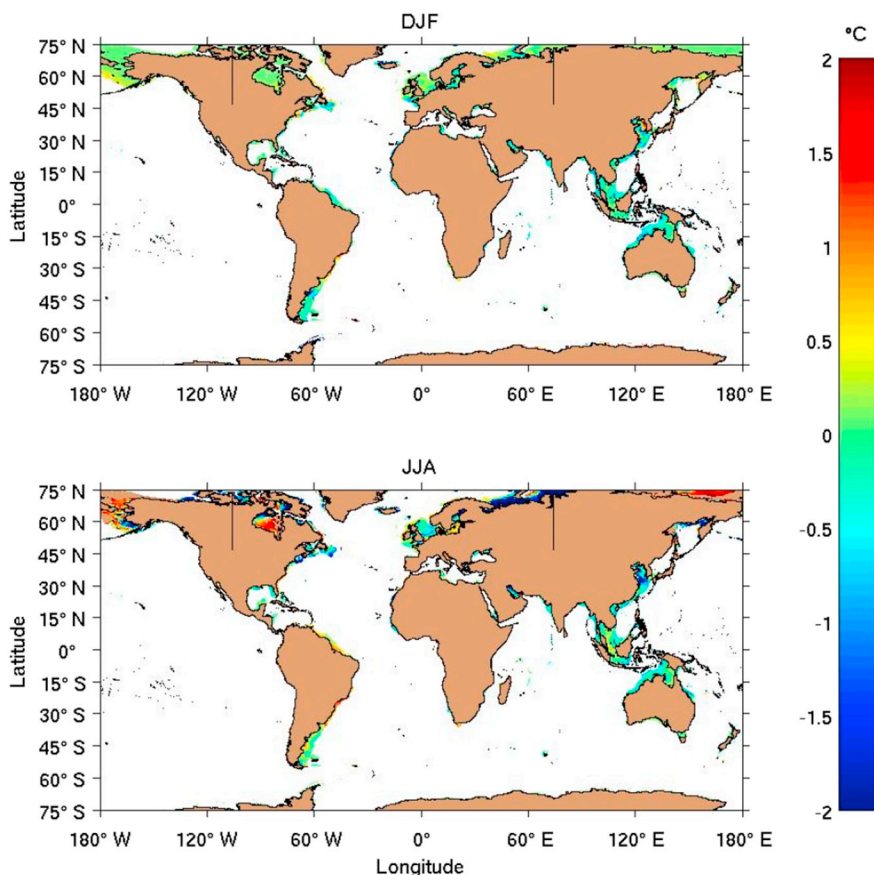 DJF
°C
75° N
60° N
45° N
30° N
15° N
0°
15° S
30° S
45° S
60° S
75° S
Latitude
180° W
120° W
60° W
0°
60° E
120° E
180° E
JJA
75° N
60° N
45° N
30° N
15° N
0°
15° S
30° S
45° S
60° S
75° S
Latitude
180° W
120° W
60° W
0°
60° E
120° E
180° E
Longitude
2
1.5
1
0.5
0
-0.5
-1
-1.5
-2